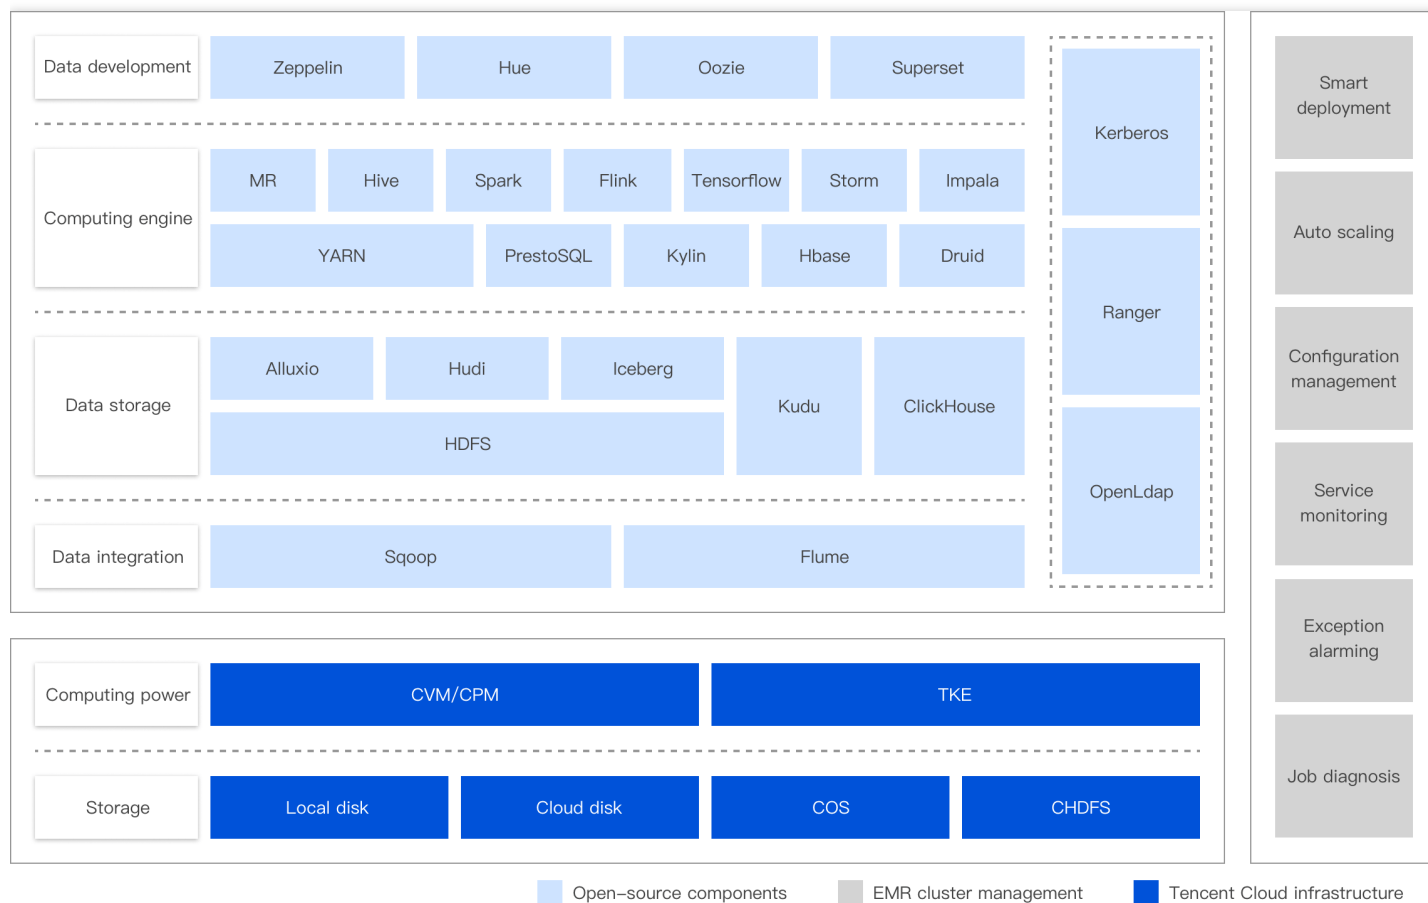 Data development
Zeppelin
Hue
Oozie
Superset
Computing engine
MR
Hive
Spark
Flink
Tensorflow
Storm
Impala
YARN
PrestoSQL
Kylin
Hbase
Druid
Data storage
Alluxio
Hudi
Iceberg
Kudu
ClickHouse
HDFS
Data integration
Sqoop
Flume
Kerberos
Ranger
OpenLdap
Computing power
CVM/CPM
TKE
Storage
Local disk
Cloud disk
COS
CHDFS
Smart
deployment
Auto scaling
Configuration
management
Service
monitoring
Exception
alarming
Job diagnosis
Open-source components
EMR cluster management
Tencent Cloud infrastructure